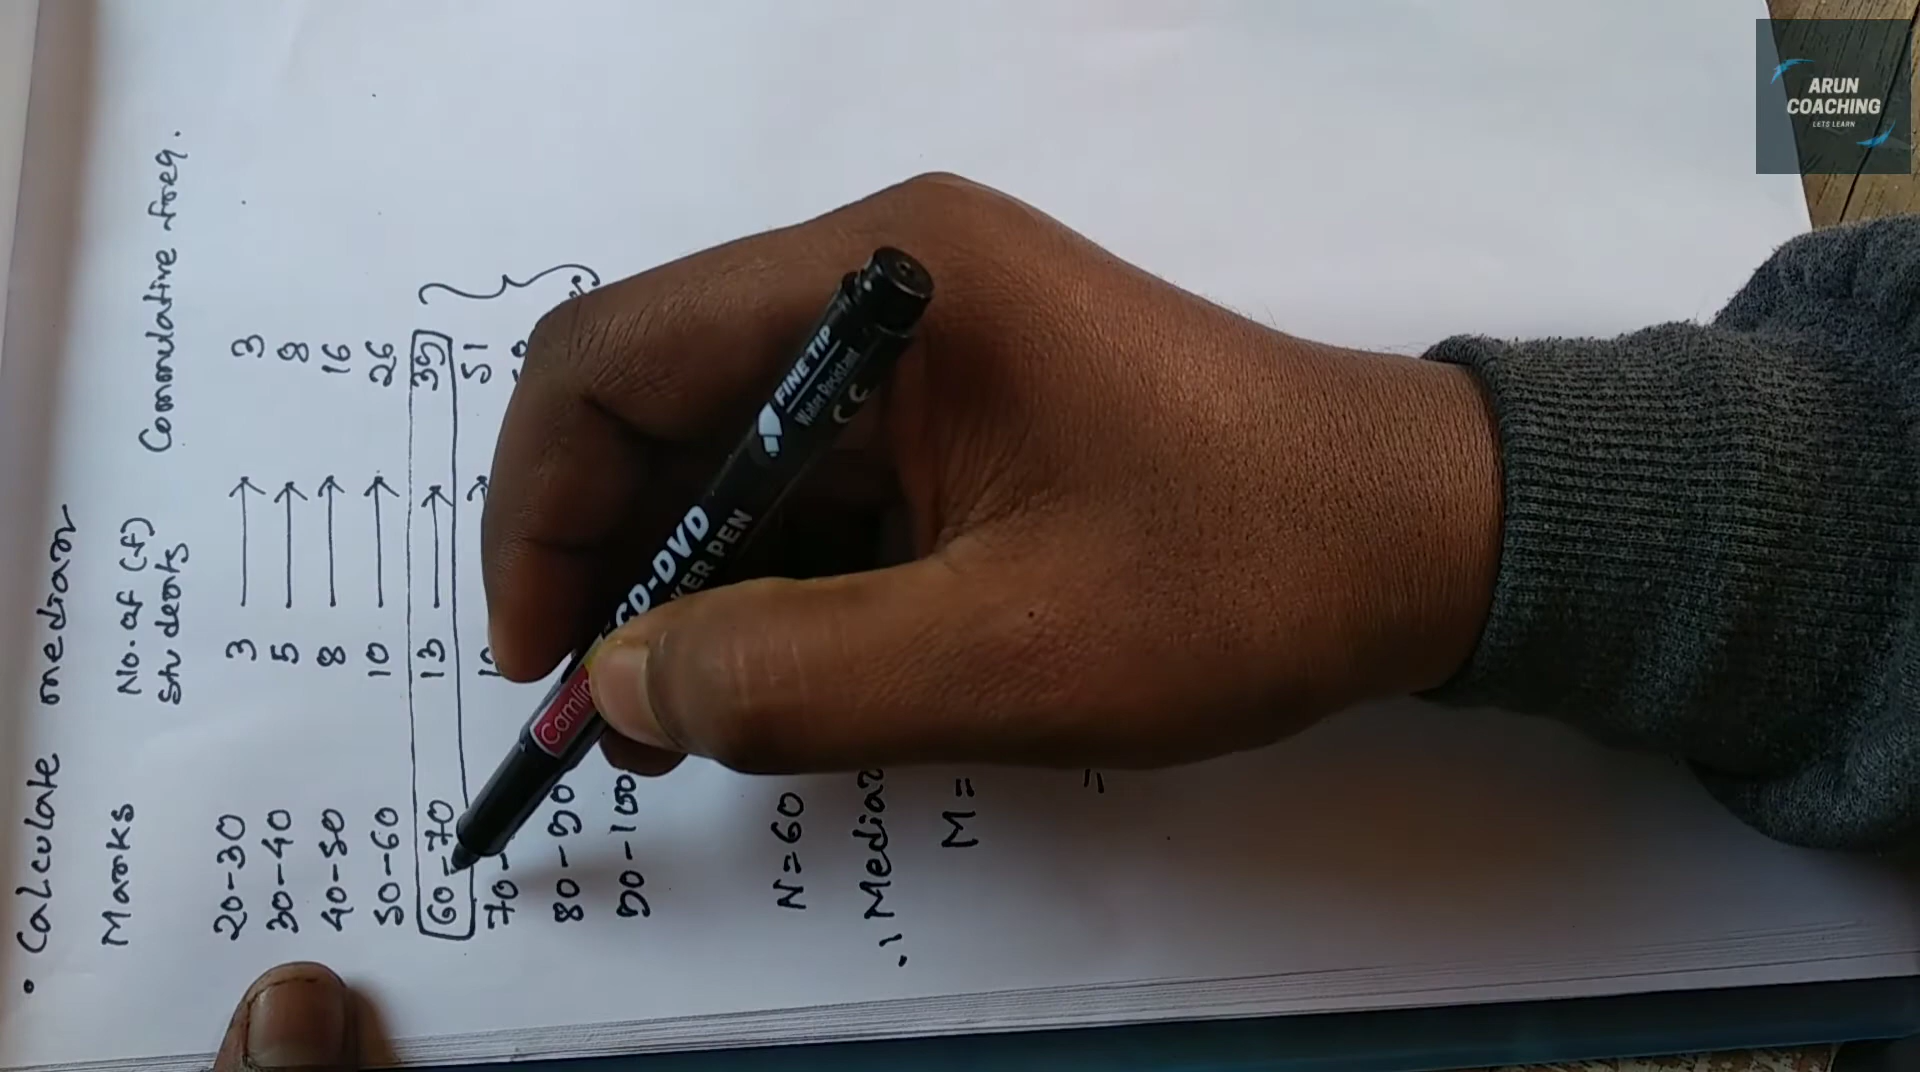 • Calculate median
Marks No. of (f) Commulative freq.
students
20-30 3 3
30-40 5 8
40-50 8 16
50-60 10 26
60-70 13 39
70- 51
80-90
90-100
N=60
∴ Median
M =
=
FINE TIP
Water Resistant
CD-DVD
KER PEN
Camlin
ARUN
COACHING
LETS LEARN